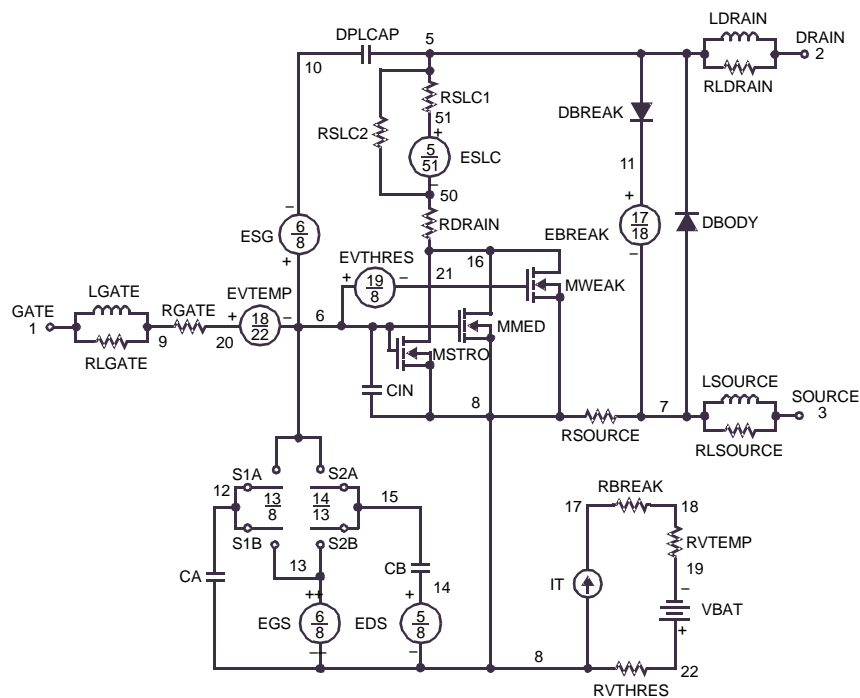 LDRAIN
DPLCAP
5
DRAIN
2
10
RLDRAIN
RSLC1
DBREAK
RSLC2
51
+
5
51
ESLC
11
-
50
-
+
ESG
6
8
RDRAIN
EBREAK
17
18
DBODY
+
-
EVTHRES
16
+
19
8
-
21
MWEAK
LGATE
EVTEMP
GATE
1
RGATE
+
18
22
-
6
MMED
9
20
MSTRO
RLGATE
CIN
LSOURCE
8
7
SOURCE
3
RSOURCE
RLSOURCE
S1A
S2A
12
13
8
14
13
15
RBREAK
17
18
S1B
S2B
RVTEMP
13
CB
CA
14
IT
19
-
VBAT
++
+
EGS
6
8
EDS
5
8
+
--
-
8
22
RVTHRES